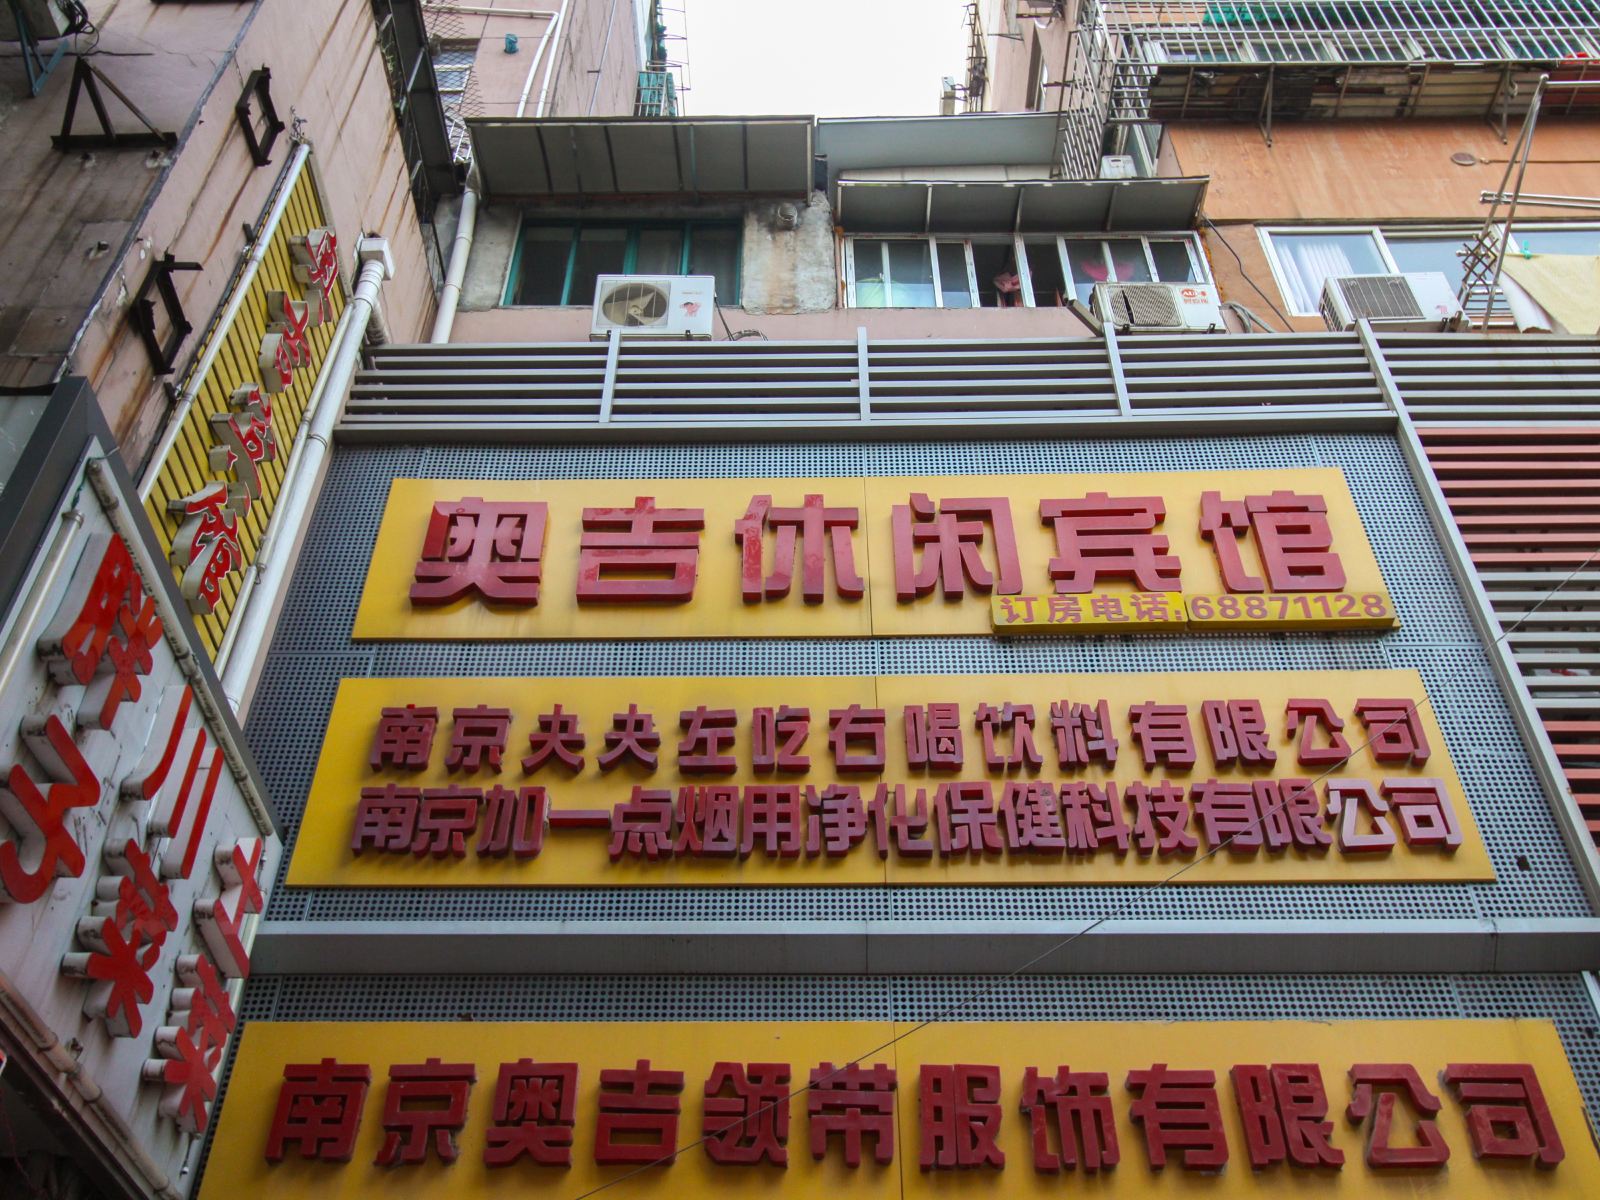 奥吉休闲宾馆
订房电话:68871128
南京央央左吃右喝饮料有限公司
南京加一点烟用净化保健科技有限公司
南京奥吉领带服饰有限公司